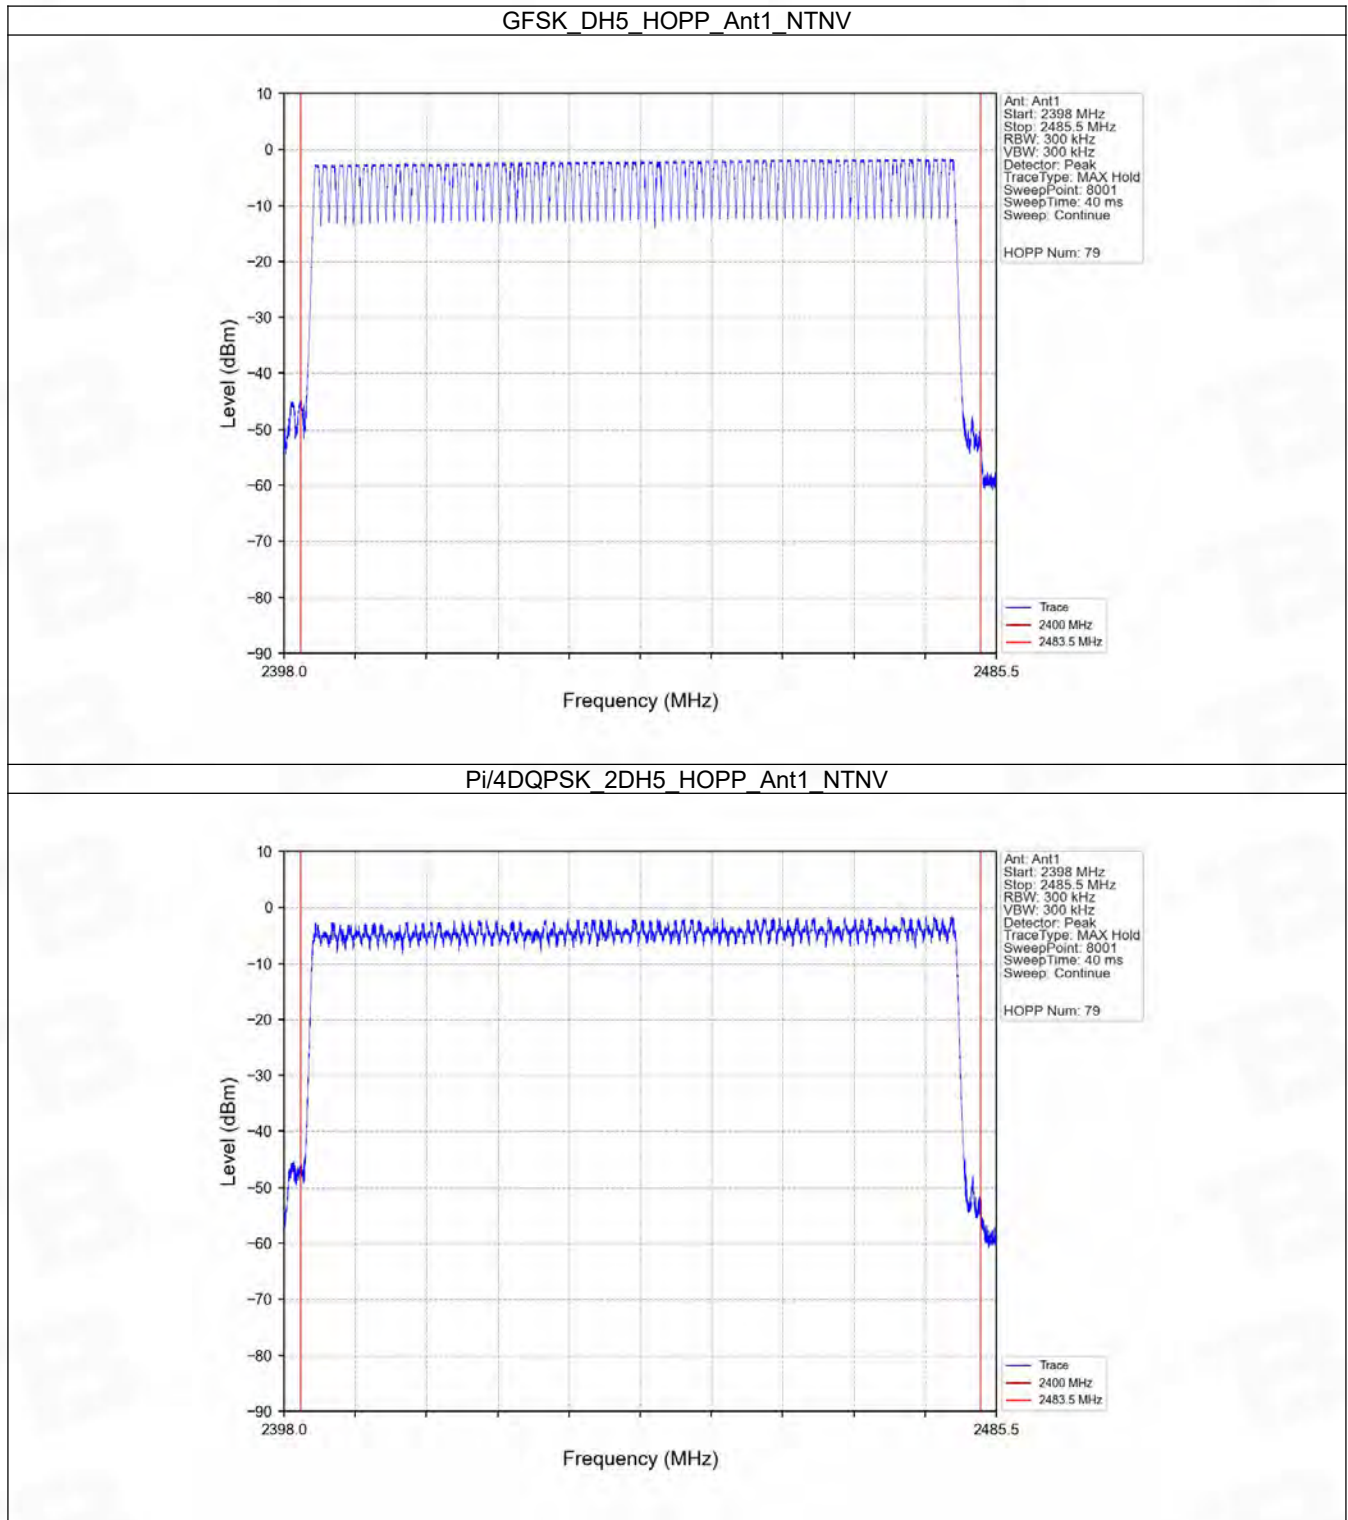 GFSK_DH5_HOPP_Ant1_NTNV
10
0
−10
−20
−30
−40
−50
−60
−70
−80
−90
Level (dBm)
2398.0
2485.5
Frequency (MHz)
Ant: Ant1
Start: 2398 MHz
Stop: 2485.5 MHz
RBW: 300 kHz
VBW: 300 kHz
Detector: Peak
TraceType: MAX Hold
SweepPoint: 8001
SweepTime: 40 ms
Sweep: Continue
HOPP Num: 79
Trace
2400 MHz
2483.5 MHz
Pi/4DQPSK_2DH5_HOPP_Ant1_NTNV
10
0
−10
−20
−30
−40
−50
−60
−70
−80
−90
Level (dBm)
2398.0
2485.5
Frequency (MHz)
Ant: Ant1
Start: 2398 MHz
Stop: 2485.5 MHz
RBW: 300 kHz
VBW: 300 kHz
Detector: Peak
TraceType: MAX Hold
SweepPoint: 8001
SweepTime: 40 ms
Sweep: Continue
HOPP Num: 79
Trace
2400 MHz
2483.5 MHz